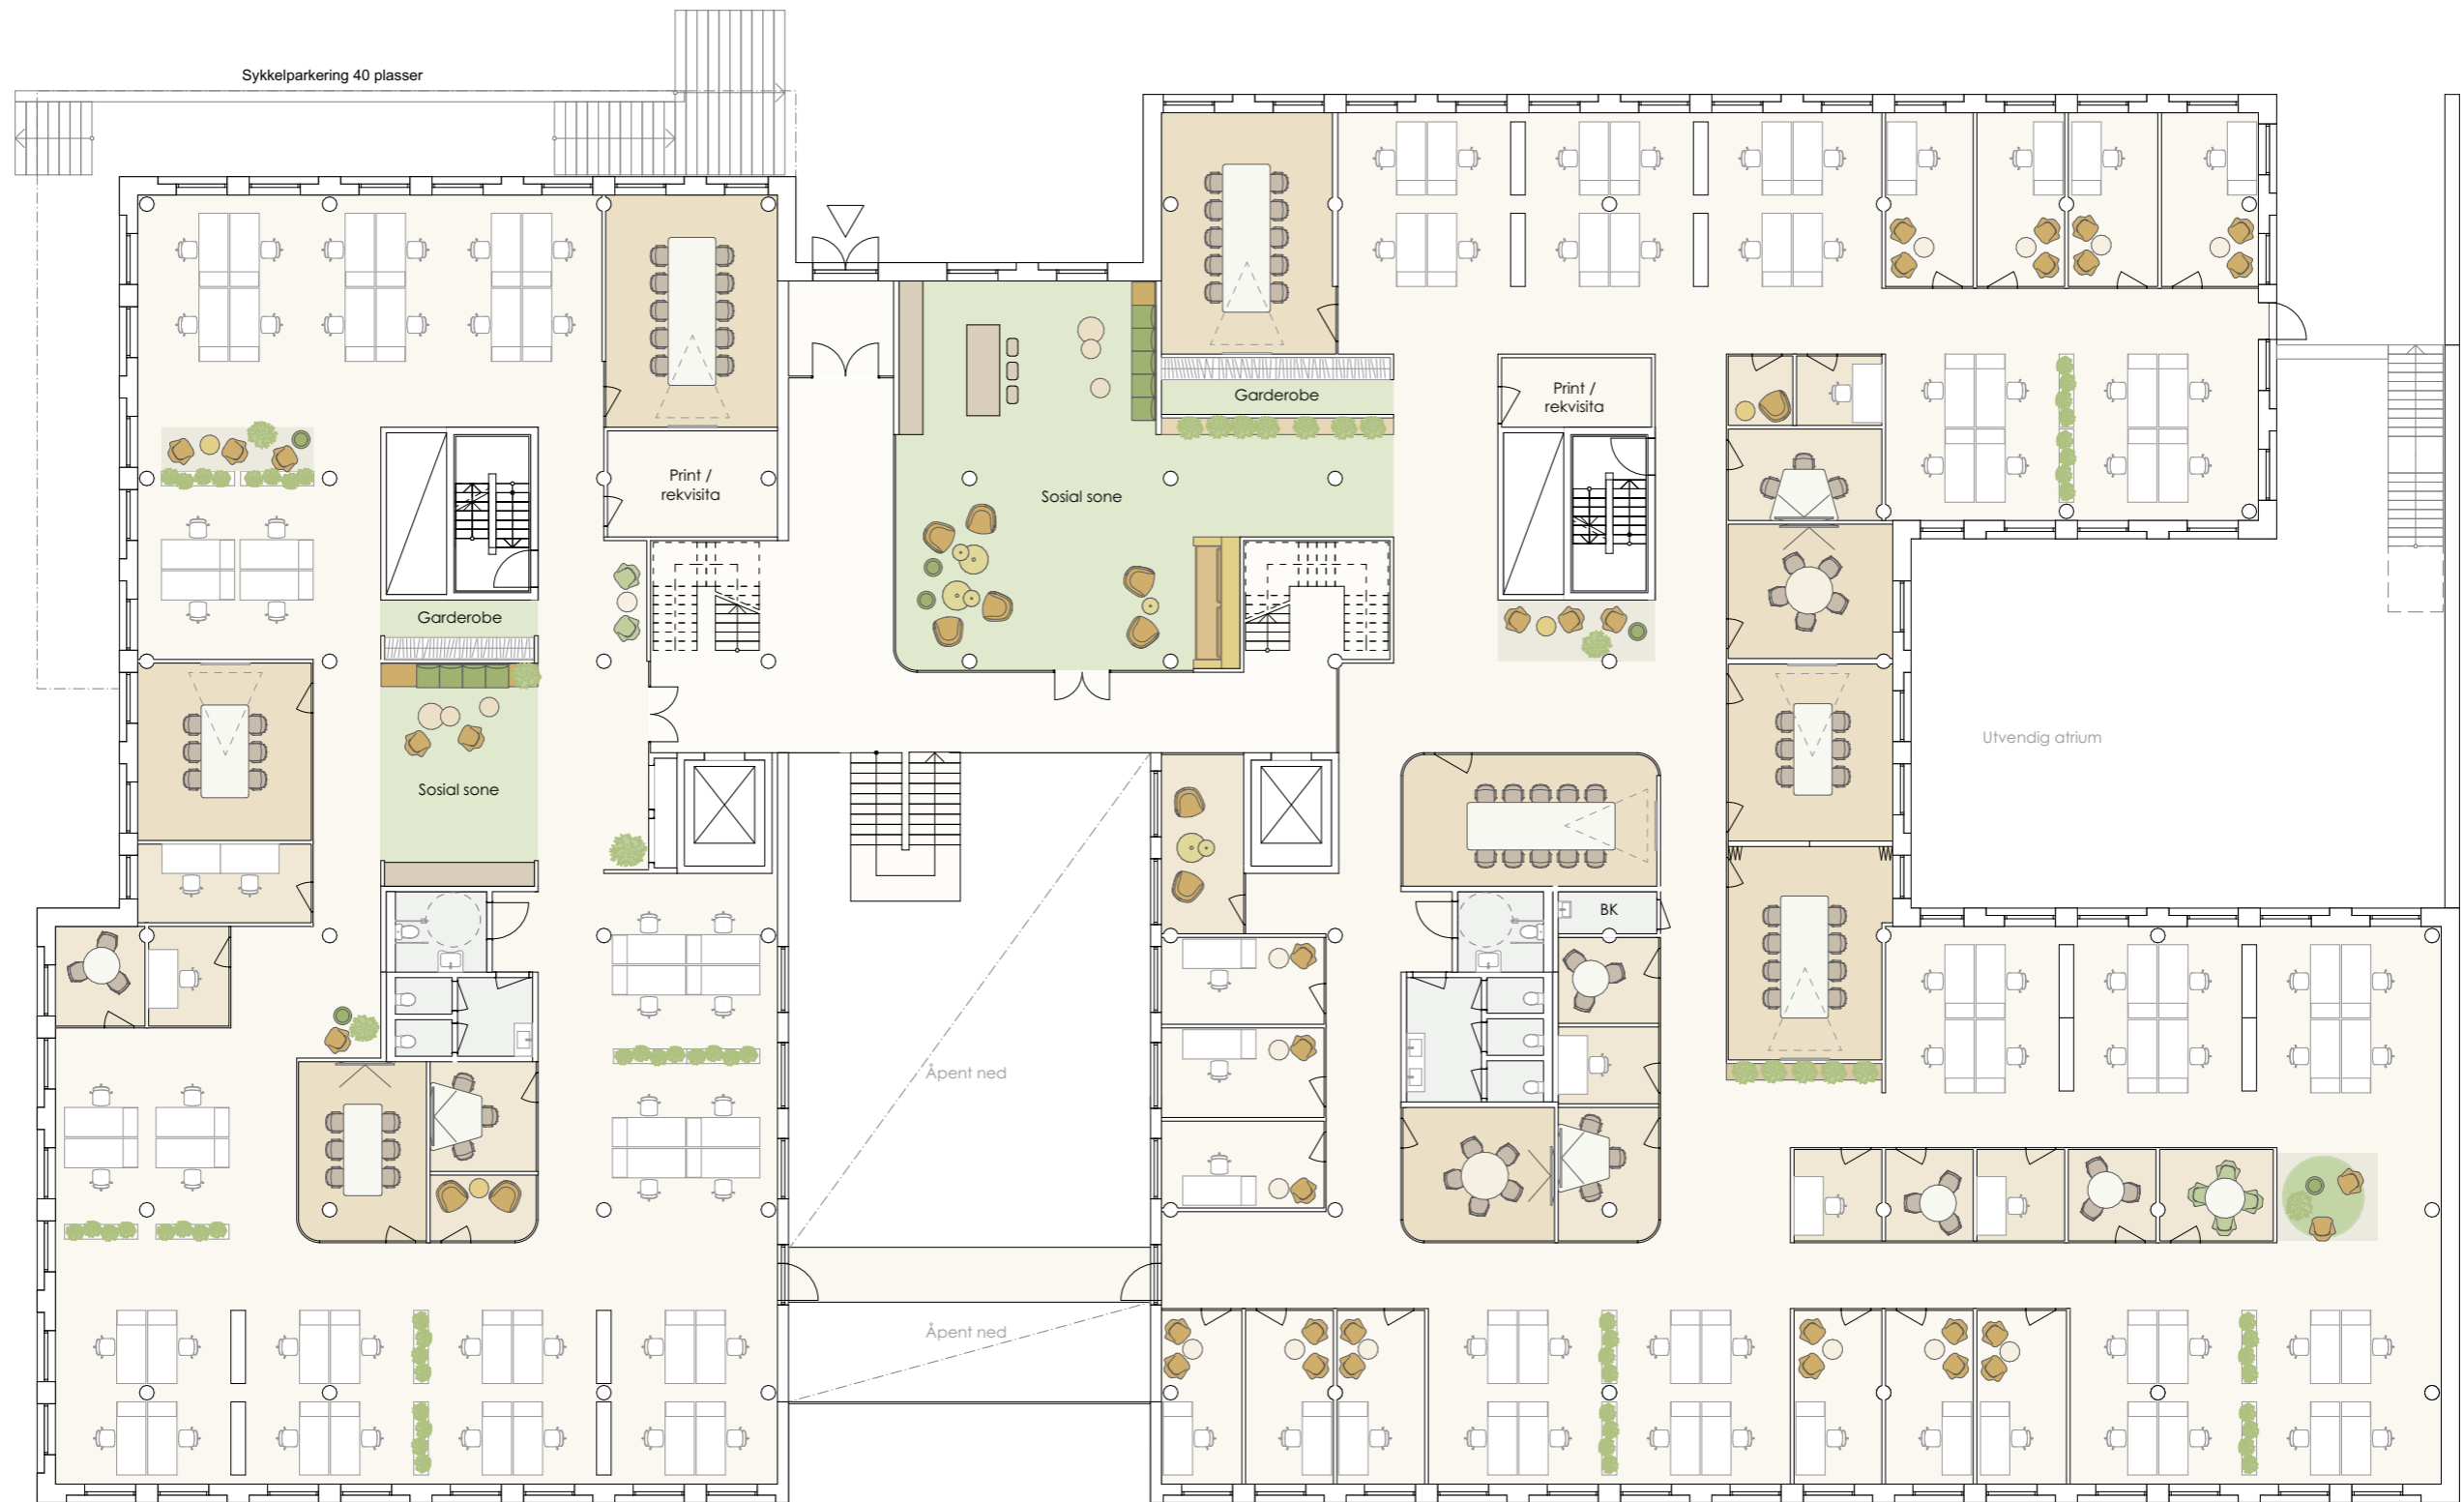 Sykkelparkering 40 plasser
Garderobe
Print /
rekvisita
Print /
rekvisita
Sosial sone
Garderobe
Utvendig atrium
Sosial sone
BK
Åpent ned
Åpent ned